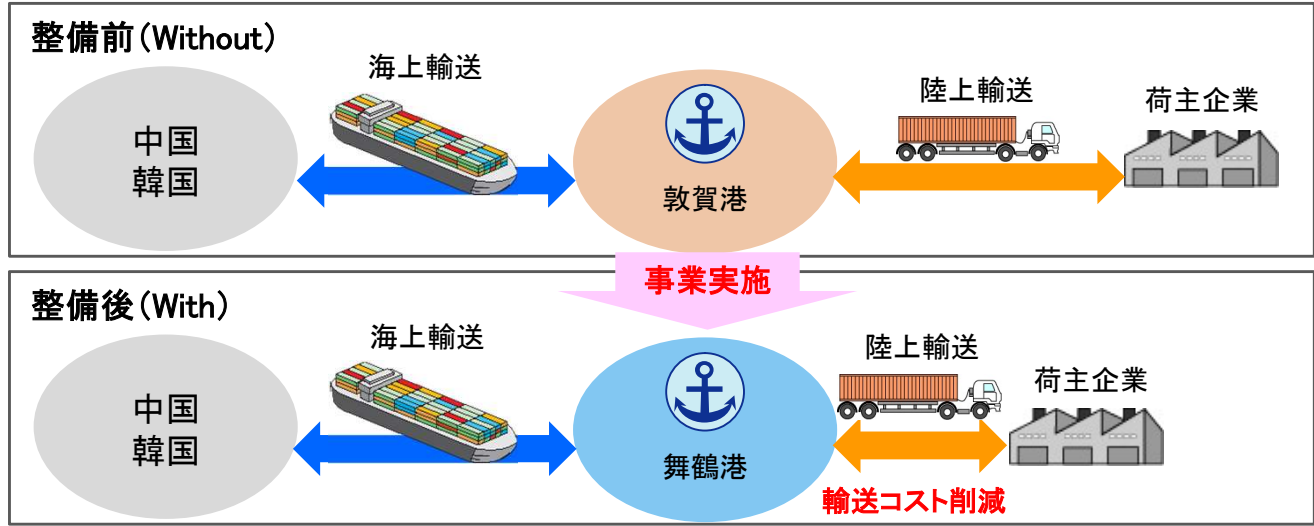 整備前（Without）
海上輸送
陸上輸送
荷主企業
中国
韓国
敦賀港
事業実施
整備後（With）
海上輸送
陸上輸送
荷主企業
中国
韓国
舞鶴港
輸送コスト削減